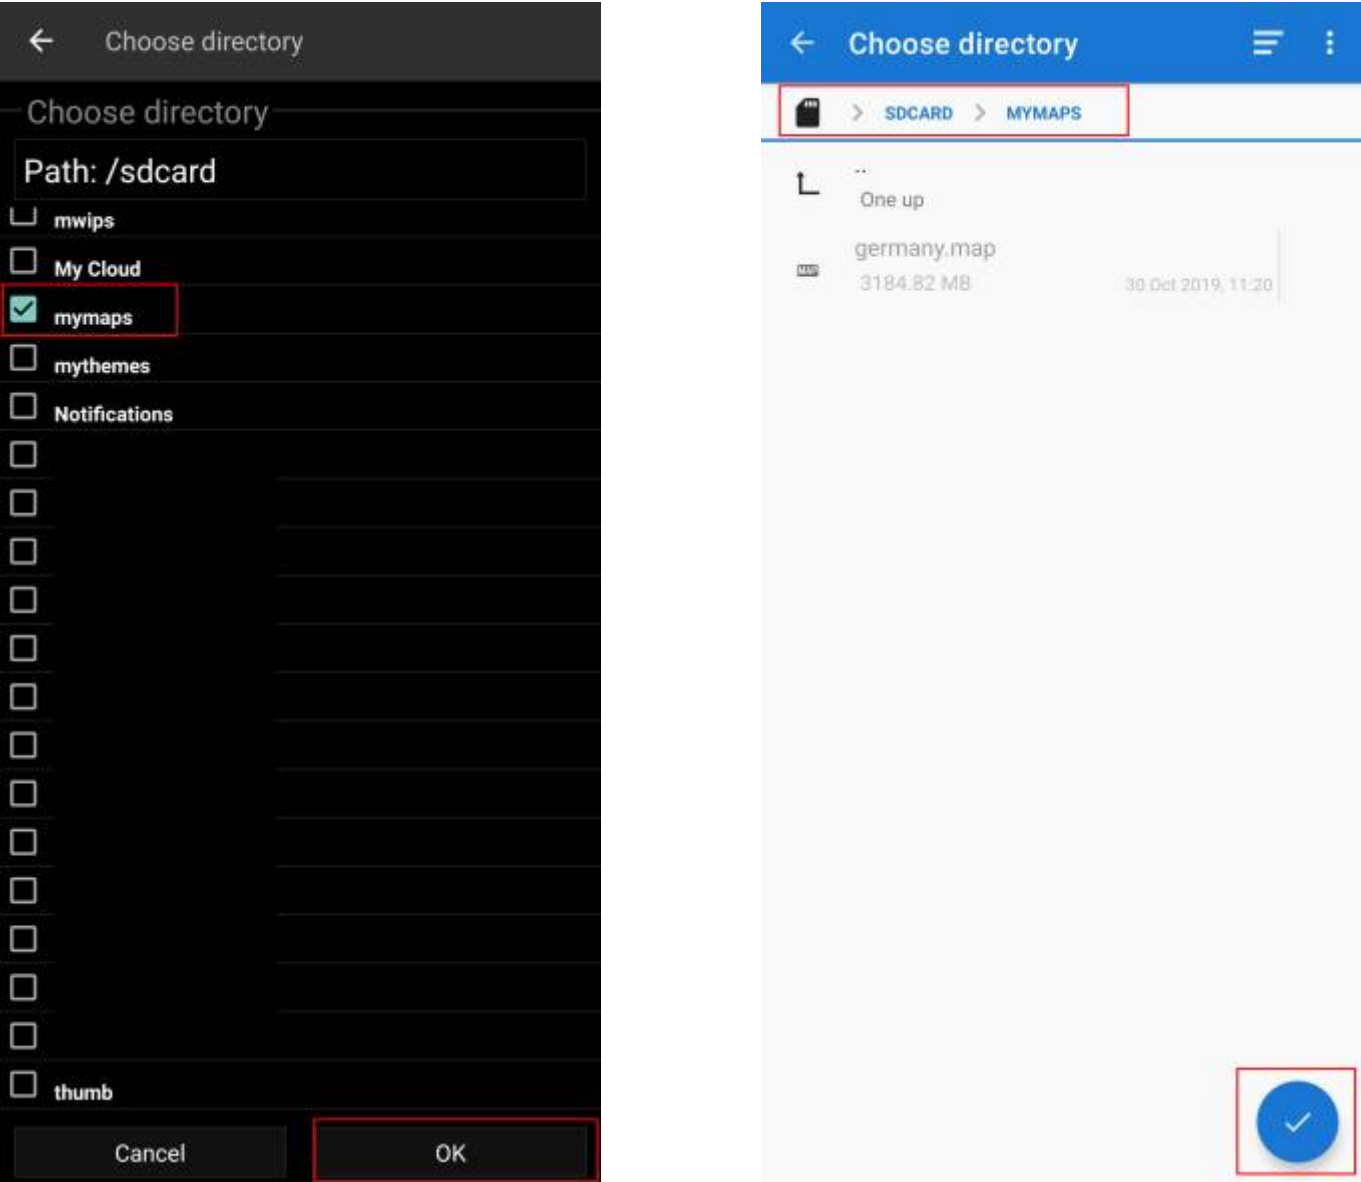 Choose directory
Choose directory
Path: /sdcard
mwips
My Cloud
mymaps
mythemes
Notifications
thumb
Cancel
OK
Choose directory
SDCARD > MYMAPS
..
One up
germany.map
MAP
3184.82 MB
30 Oct 2019, 11:20